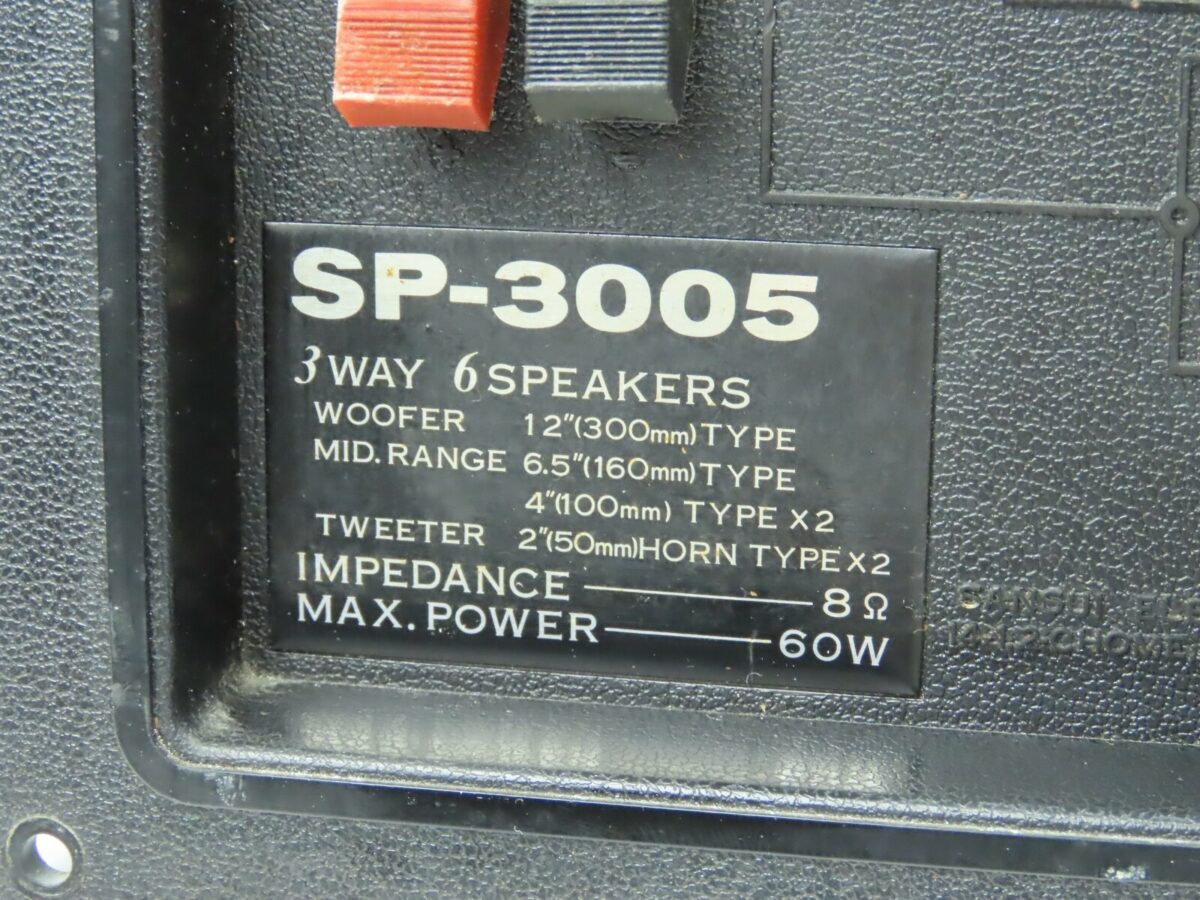 SP-3005
3 WAY 6 SPEAKERS
WOOFER 12"(300mm) TYPE
MID. RANGE 6.5"(160mm) TYPE
4"(100mm) TYPE X2
TWEETER 2"(50mm) HORN TYPE X2
IMPEDANCE 8Ω
MAX. POWER 60W
SANSUI